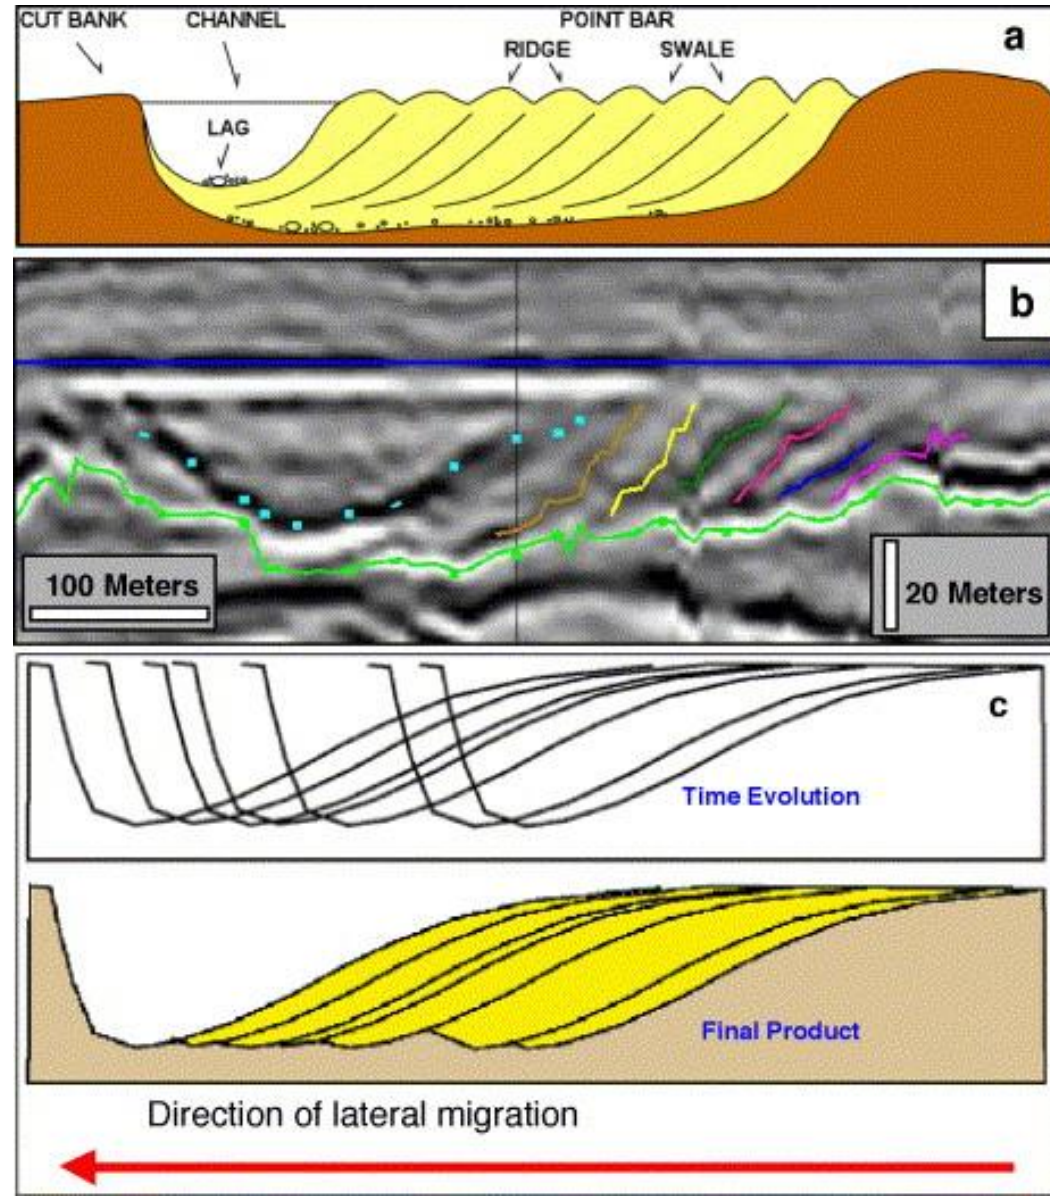 CUT BANK CHANNEL POINT BAR a
RIDGE SWALE
LAG
b
100 Meters 20 Meters
c
Time Evolution
Final Product
Direction of lateral migration